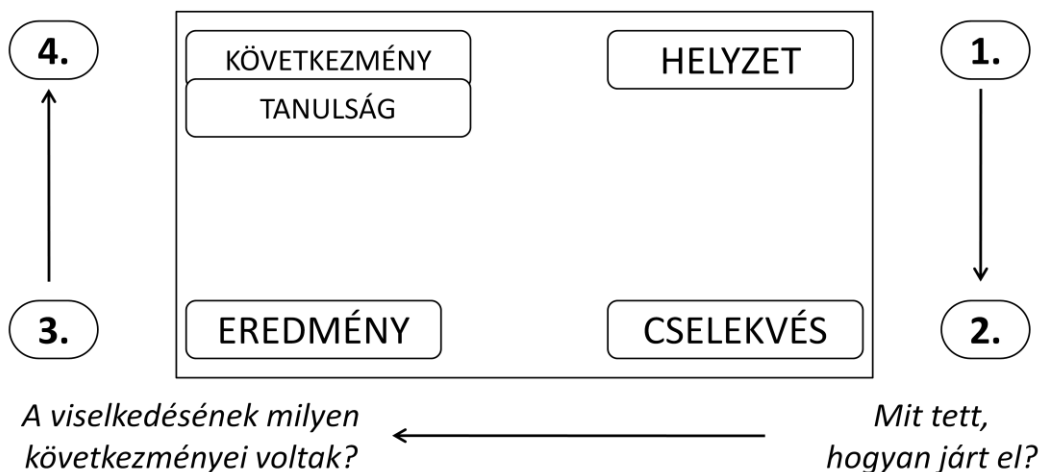 4.
KÖVETKEZMÉNY
TANULSÁG
HELYZET
1.
3.
EREDMÉNY
CSELEKVÉS
2.
A viselkedésének milyen
következményei voltak?
Mit tett,
hogyan járt el?